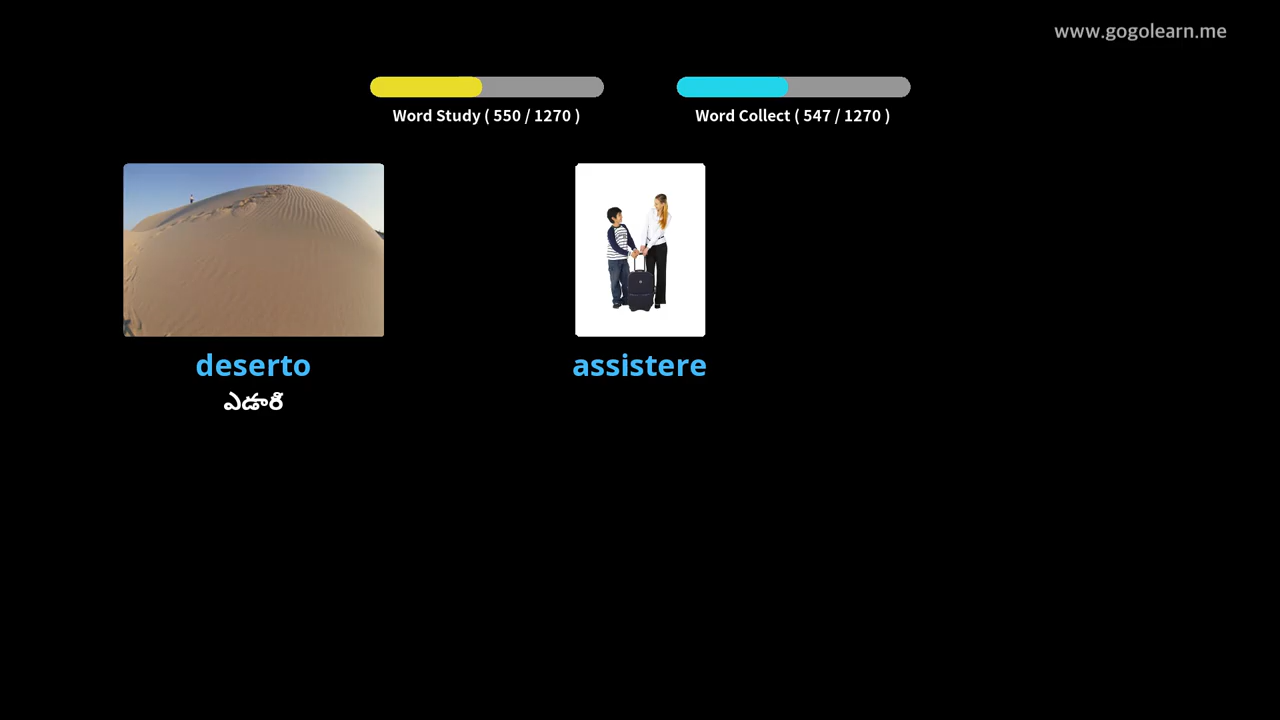 www.gogolearn.me
Word Study ( 550 / 1270 )
Word Collect ( 547 / 1270 )
deserto
ఎడారి
assistere